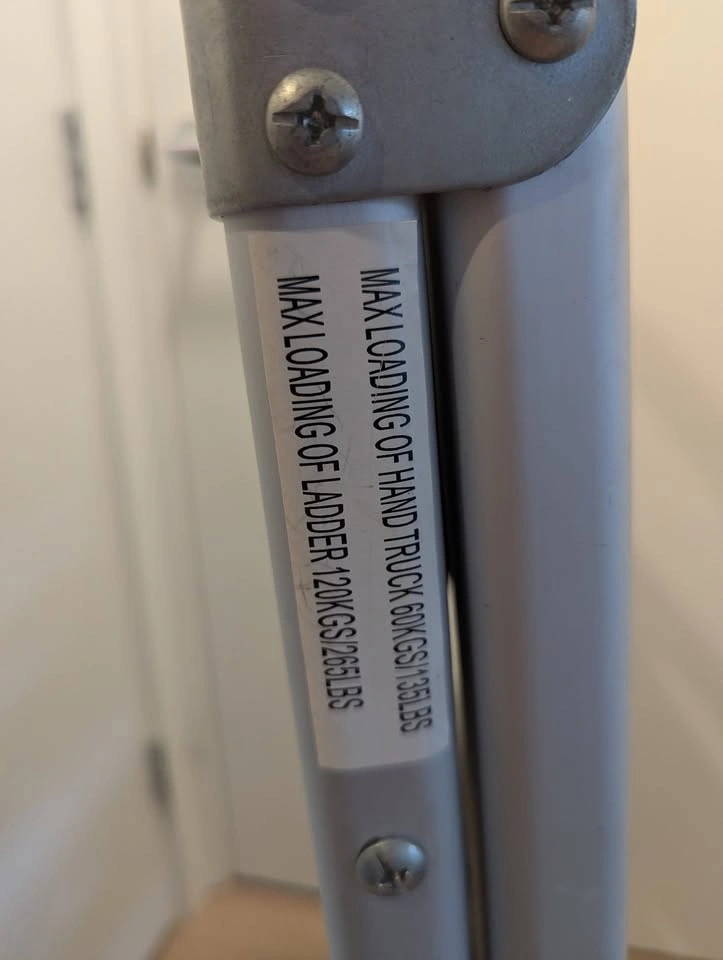 MAX LOADING OF HAND TRUCK 60KGS/135LBS
MAX LOADING OF LADDER 120KGS/265LBS